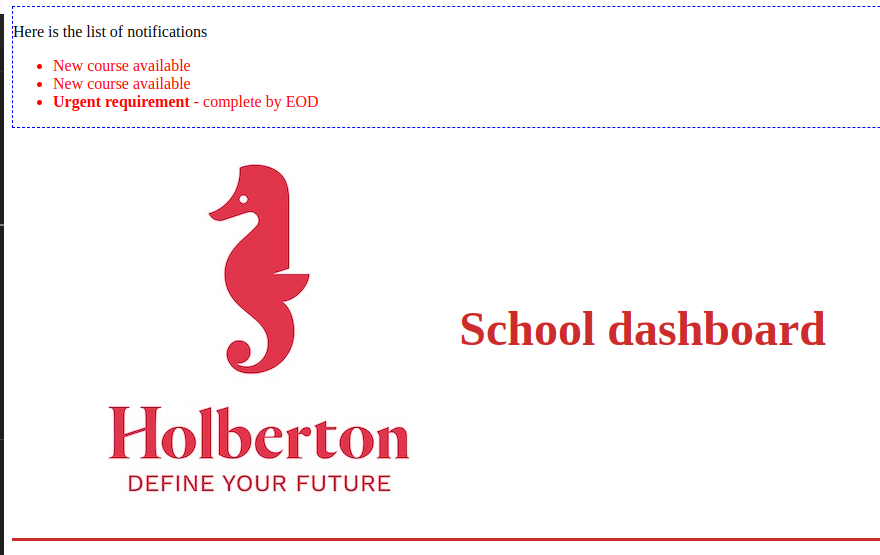 Here is the list of notifications
New course available
New course available
Urgent requirement - complete by EOD
School dashboard
Holberton
DEFINE YOUR FUTURE